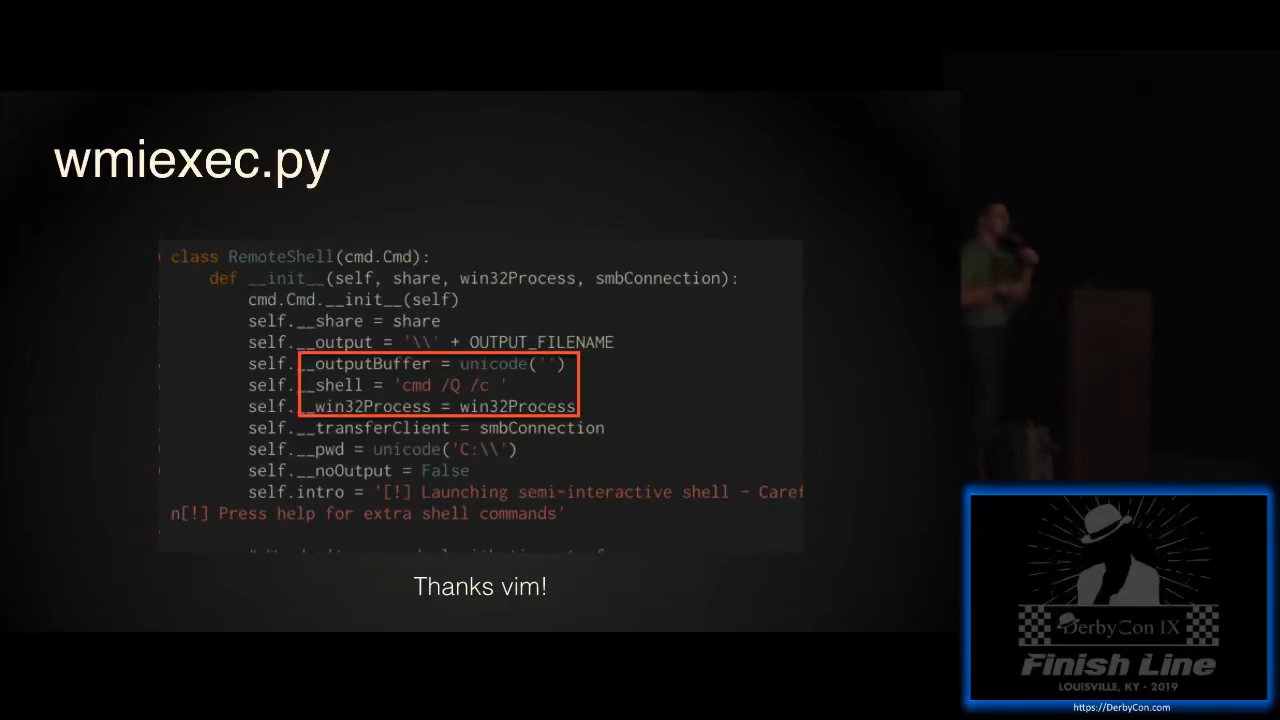 wmiexec.py
class RemoteShell(cmd.Cmd):
def __init__(self, share, win32Process, smbConnection):
cmd.Cmd.__init__(self)
self.__share = share
self.__output = '\\' + OUTPUT_FILENAME
self.__outputBuffer = unicode('')
self.__shell = 'cmd /Q /c '
self.__win32Process = win32Process
self.__transferClient = smbConnection
self.__pwd = unicode('C:\\')
self.__noOutput = False
self.intro = '[!] Launching semi-interactive shell - Caref
n[!] Press help for extra shell commands'
Thanks vim!
DerbyCon IX
Finish Line
LOUISVILLE, KY - 2019
https://DerbyCon.com